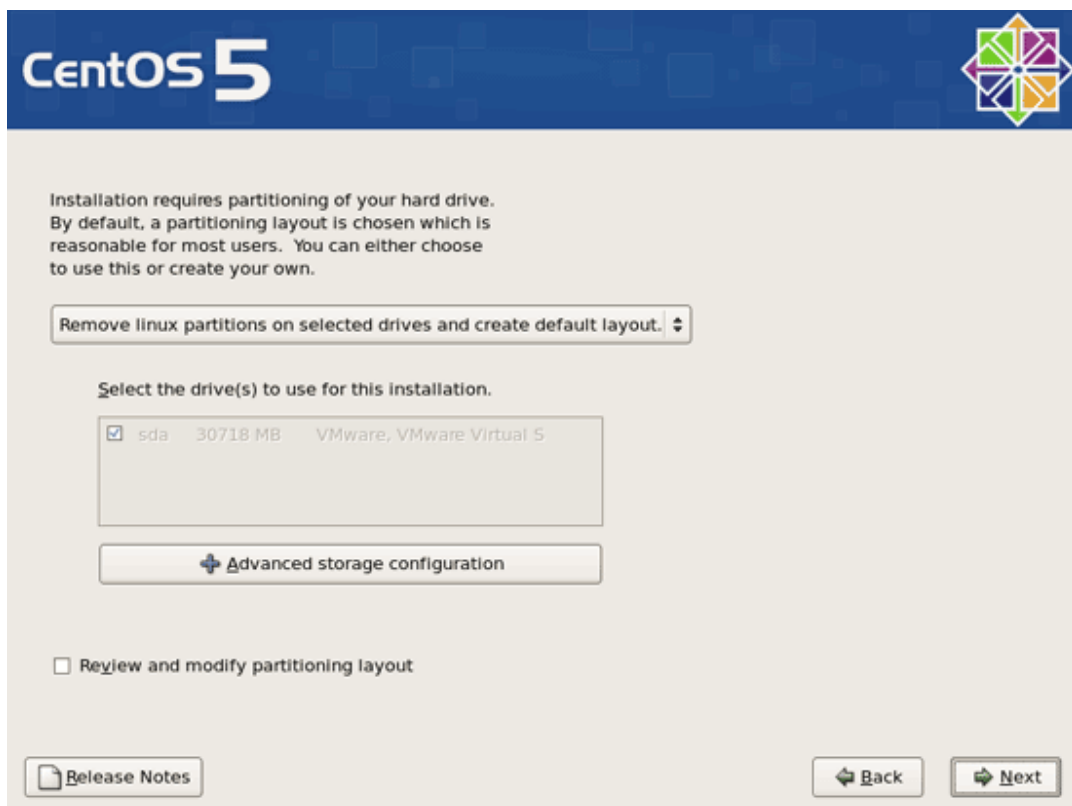 CentOS 5
Installation requires partitioning of your hard drive.
By default, a partitioning layout is chosen which is
reasonable for most users.  You can either choose
to use this or create your own.
Remove linux partitions on selected drives and create default layout.
Select the drive(s) to use for this installation.
sda 30718 MB VMware, VMware Virtual S
Advanced storage configuration
Review and modify partitioning layout
Release Notes Back Next